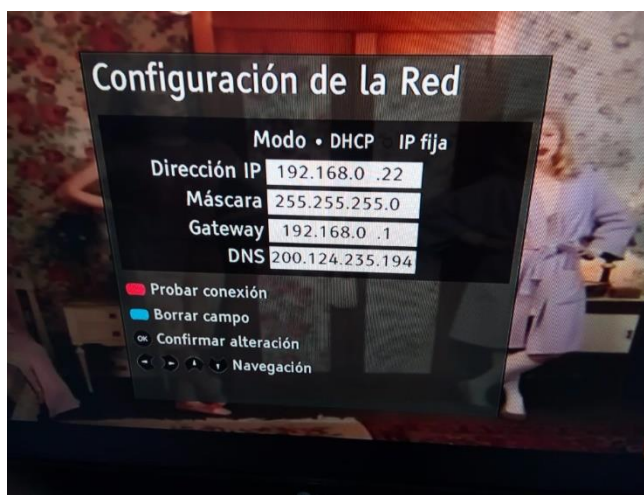 Configuración de la Red
Modo • DHCP ○ IP fija
Dirección IP 192.168.0 .22
Máscara 255.255.255.0
Gateway 192.168.0 .1
DNS 200.124.235.194
Probar conexión
Borrar campo
OK Confirmar alteración
Navegación